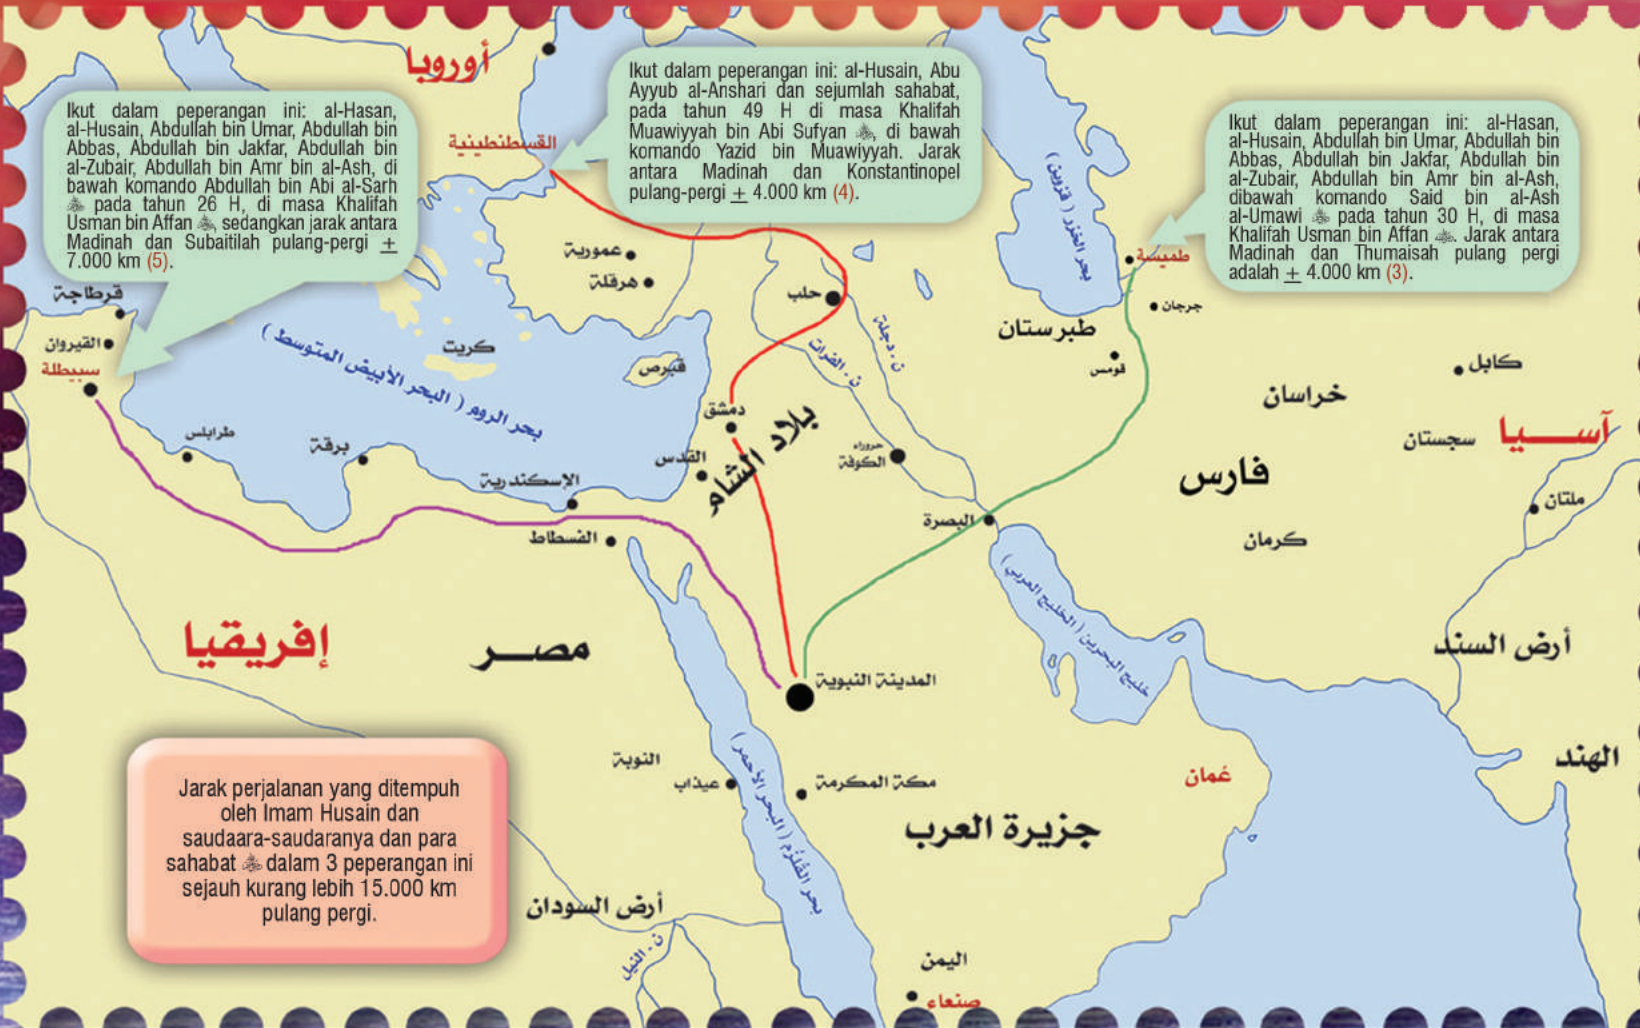 أوروبا
Ikut dalam peperangan ini: al-Hasan,
al-Husain, Abdullah bin Umar, Abdullah bin
Abbas, Abdullah bin Jakfar, Abdullah bin
al-Zubair, Abdullah bin Amr bin al-Ash, di
bawah komando Abdullah bin Abi al-Sarh
pada tahun 26 H, di masa Khalifah
Usman bin Affan , sedangkan jarak antara
Madinah dan Subaitilah pulang-pergi ±
7.000 km (5).
Ikut dalam peperangan ini: al-Husain, Abu
Ayyub al-Anshari dan sejumlah sahabat,
pada tahun 49 H di masa Khalifah
Muawiyyah bin Abi Sufyan , di bawah
komando Yazid bin Muawiyyah. Jarak
antara Madinah dan Konstantinopel
pulang-pergi ± 4.000 km (4).
Ikut dalam peperangan ini: al-Hasan,
al-Husain, Abdullah bin Umar, Abdullah bin
Abbas, Abdullah bin Jakfar, Abdullah bin
al-Zubair, Abdullah bin Amr bin al-Ash,
dibawah komando Said bin al-Ash
al-Umawi pada tahun 30 H, di masa
Khalifah Usman bin Affan . Jarak antara
Madinah dan Thumaisah pulang pergi
adalah ± 4.000 km (3).
القسطنطينية
بحر الخزر ( قزوين )
طميسة
عمورية
هرقلة
حلب
جرجان
قرطاجة
القيروان
سبيطلة
بحر الروم ( البحر الأبيض المتوسط )
كريت
قبرص
ن . الفرات
ن . دجلة
طبرستان
قومس
كابل
خراسان
آسيا
سجستان
دمشق
بلاد الشام
القدس
طرابلس
برقة
الإسكندرية
الفسطاط
حروراء
الكوفة
البصرة
فارس
كرمان
ملتان
خليج البحرين ( الخليج العربي )
إفريقيا
مصر
المدينة النبوية
أرض السند
الهند
النوبة
عيذاب
مكة المكرمة
بحر القلزم ( البحر الأحمر )
جزيرة العرب
عُمان
Jarak perjalanan yang ditempuh
oleh Imam Husain dan
saudaara-saudaranya dan para
sahabat dalam 3 peperangan ini
sejauh kurang lebih 15.000 km
pulang pergi.
أرض السودان
ن . النيل
اليمن
صنعاء